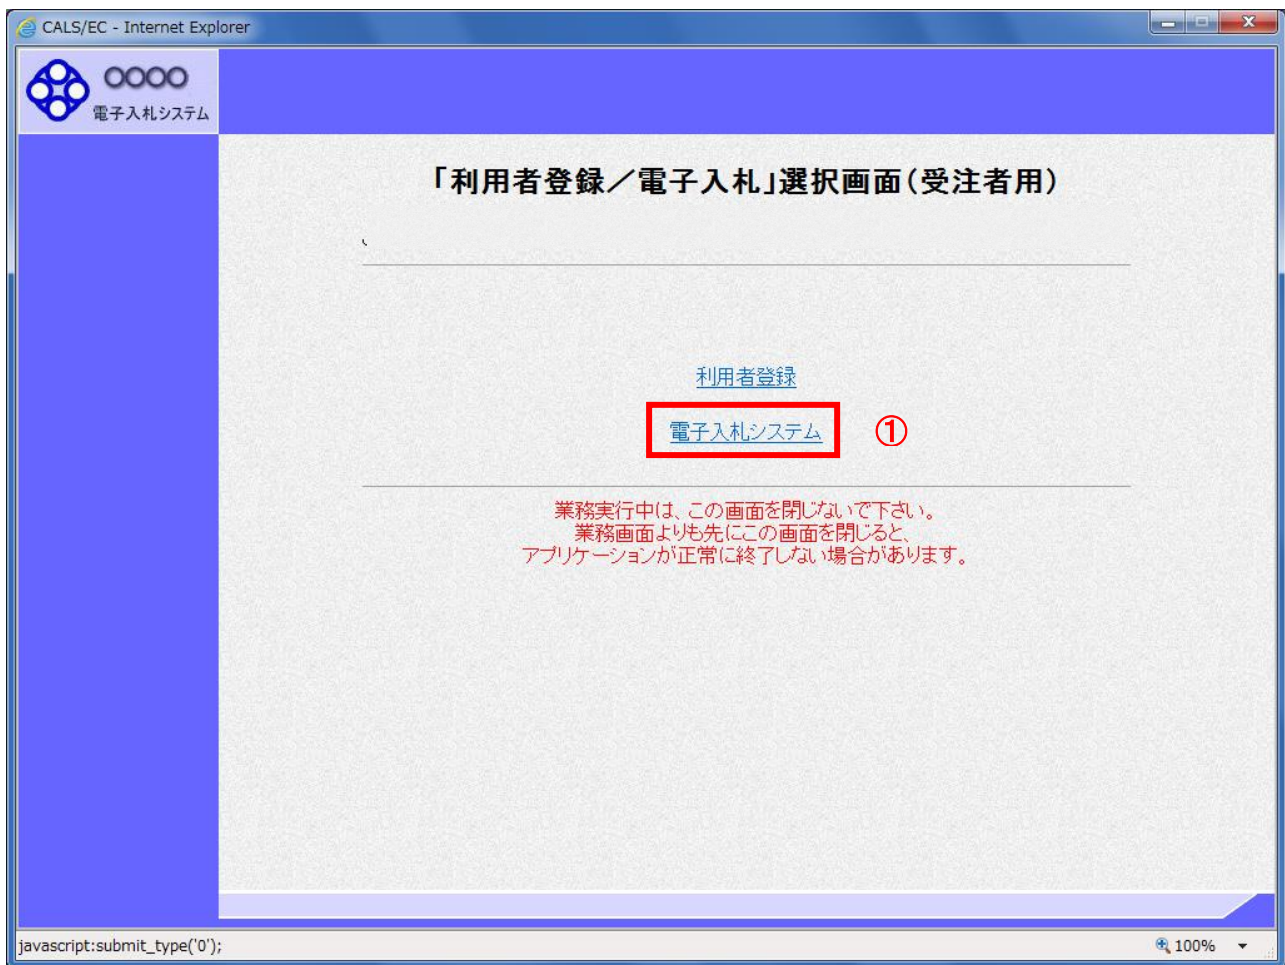 CALS/EC - Internet Explorer
○○○○
電子入札システム
「利用者登録／電子入札」選択画面（受注者用）
利用者登録
電子入札システム ①
業務実行中は、この画面を閉じないで下さい。
業務画面よりも先にこの画面を閉じると、
アプリケーションが正常に終了しない場合があります。
javascript:submit_type('0'); 100%